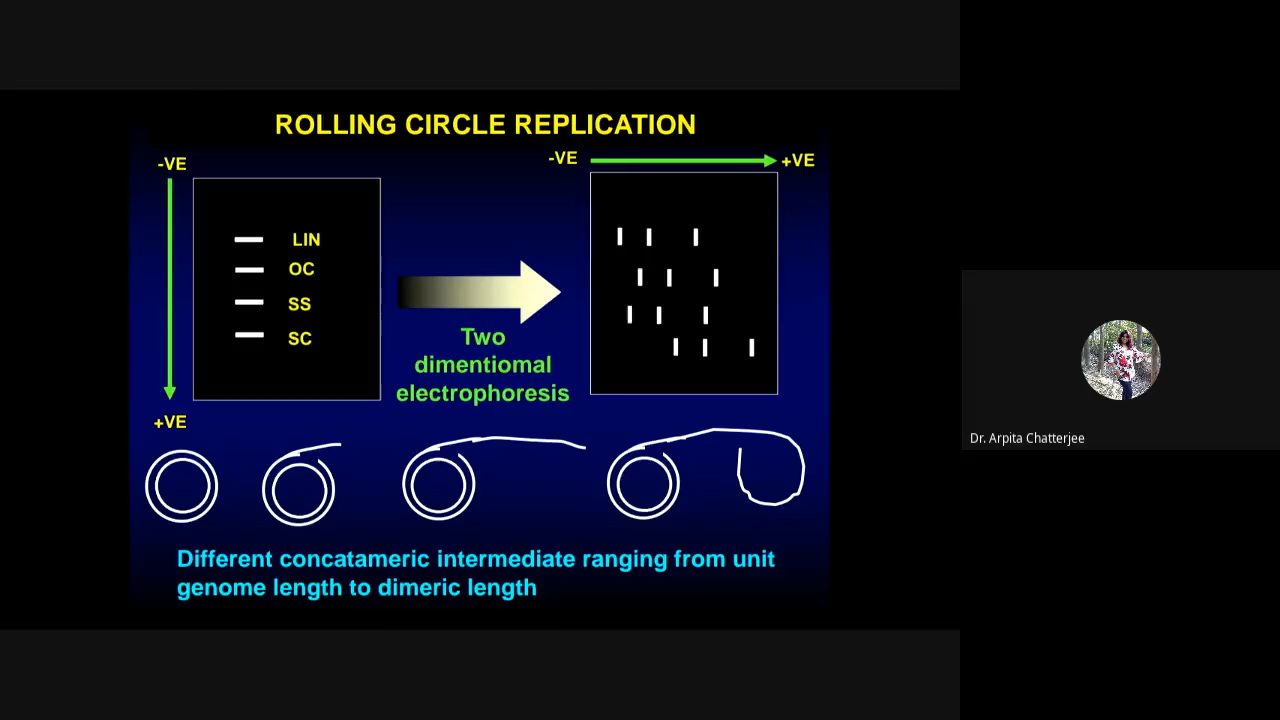 ROLLING CIRCLE REPLICATION
-VE
-VE
+VE
LIN
OC
SS
SC
Two
dimentiomal
electrophoresis
+VE
Different concatameric intermediate ranging from unit
genome length to dimeric length
Dr. Arpita Chatterjee